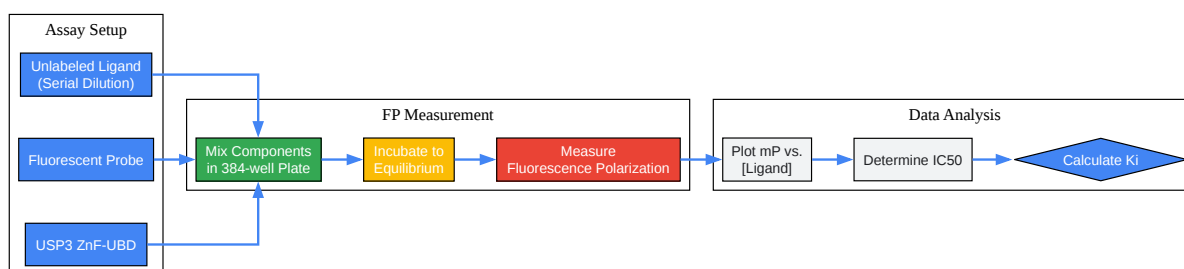 Assay Setup
Unlabeled Ligand
(Serial Dilution)
Fluorescent Probe
USP3 ZnF-UBD
FP Measurement
Mix Components
in 384-well Plate
Incubate to
Equilibrium
Measure
Fluorescence Polarization
Data Analysis
Plot mP vs.
[Ligand]
Determine IC50
Calculate Ki